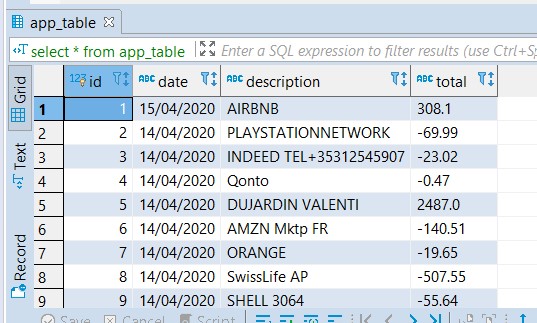 app_table
select * from app_table Enter a SQL expression to filter results (use Ctrl+Sp
Grid
Text
Record
123 id ABC date ABC description ABC total
1 1 15/04/2020 AIRBNB 308.1
2 2 14/04/2020 PLAYSTATIONNETWORK -69.99
3 3 14/04/2020 INDEED TEL+35312545907 -23.02
4 4 14/04/2020 Qonto -0.47
5 5 14/04/2020 DUJARDIN VALENTI 2487.0
6 6 14/04/2020 AMZN Mktp FR -140.51
7 7 14/04/2020 ORANGE -19.65
8 8 14/04/2020 SwissLife AP -507.55
9 9 14/04/2020 SHELL 3064 -55.64
Save Cancel Script